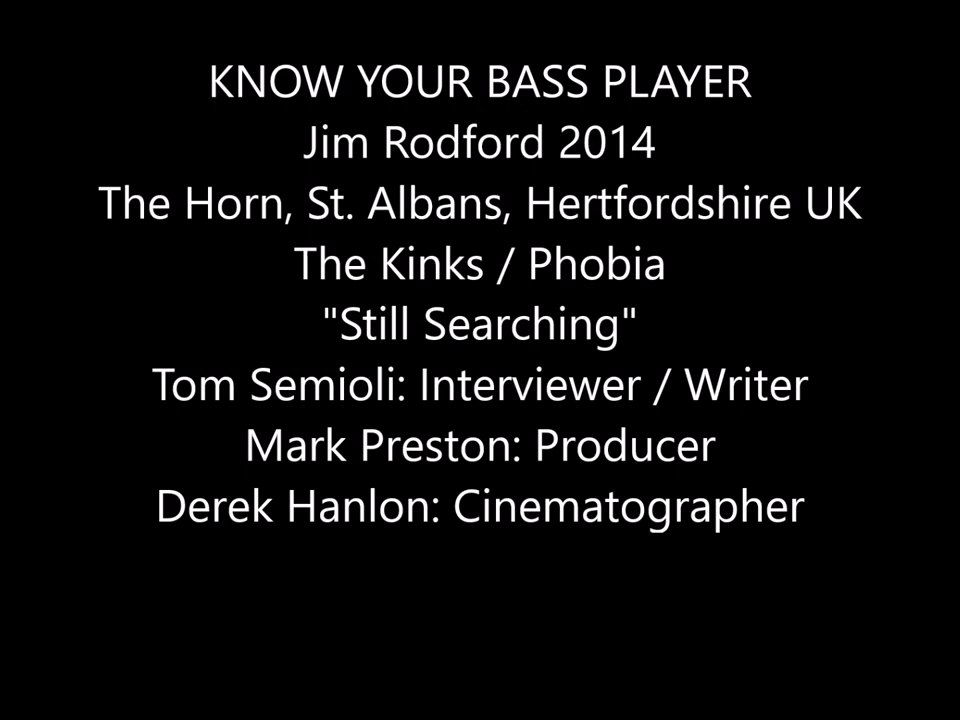 KNOW YOUR BASS PLAYER
Jim Rodford 2014
The Horn, St. Albans, Hertfordshire UK
The Kinks / Phobia
"Still Searching"
Tom Semioli: Interviewer / Writer
Mark Preston: Producer
Derek Hanlon: Cinematographer